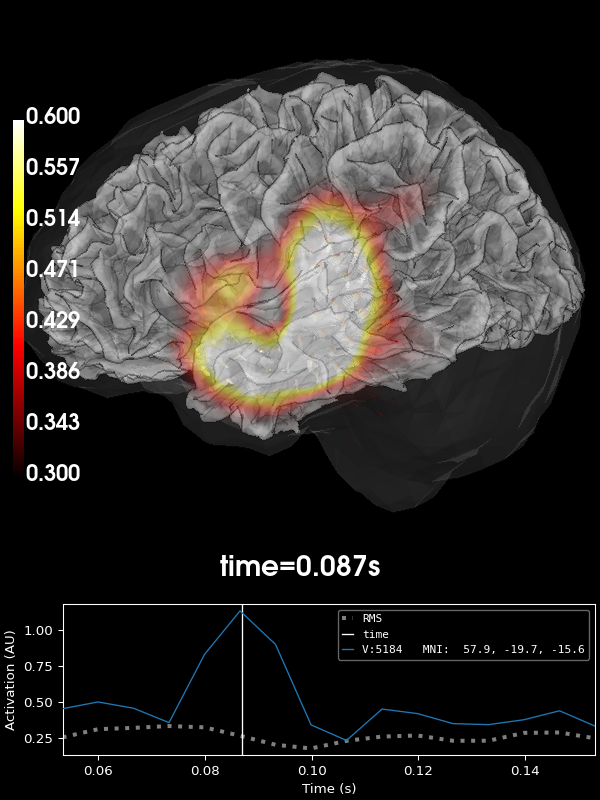 0.600
0.557
0.514
0.471
0.429
0.386
0.343
0.300
time=0.087s
Activation (AU)
1.00
0.75
0.50
0.25
RMS
time
V:5184 MNI: 57.9, -19.7, -15.6
0.06 0.08 0.10 0.12 0.14
Time (s)